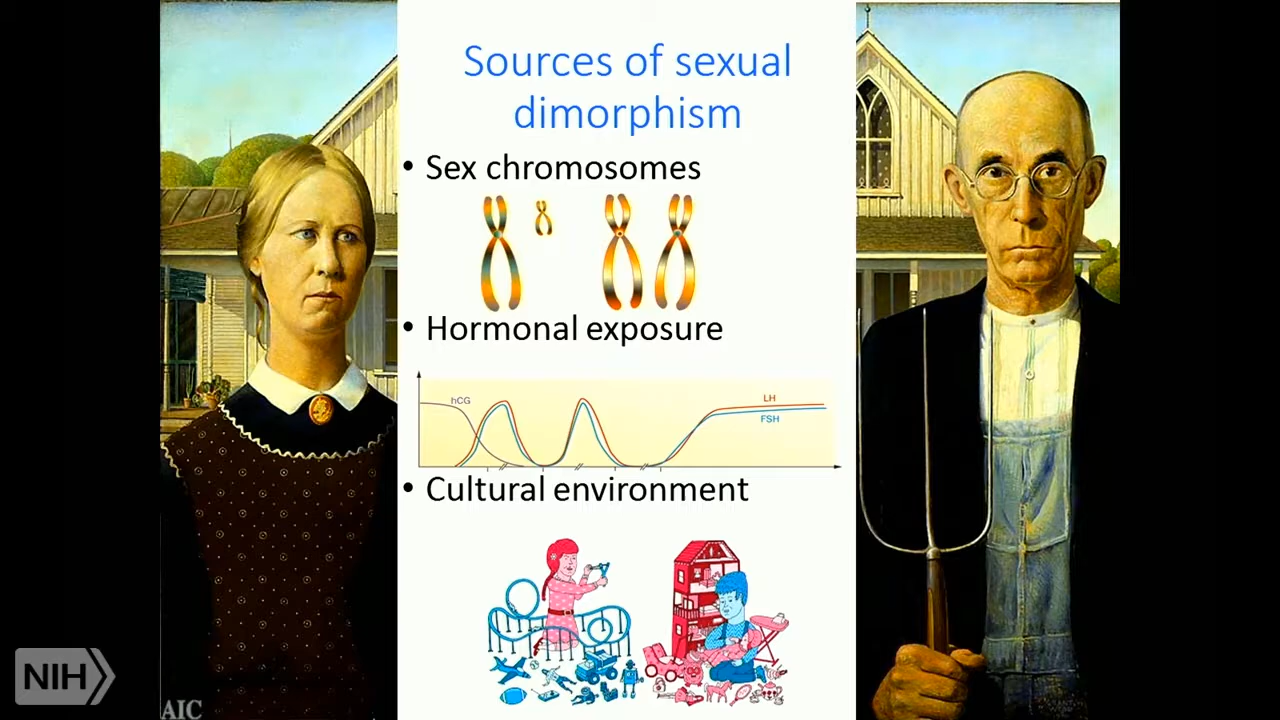 Sources of sexual
dimorphism
• Sex chromosomes
• Hormonal exposure
hCG
LH
FSH
• Cultural environment
NIH
AIC